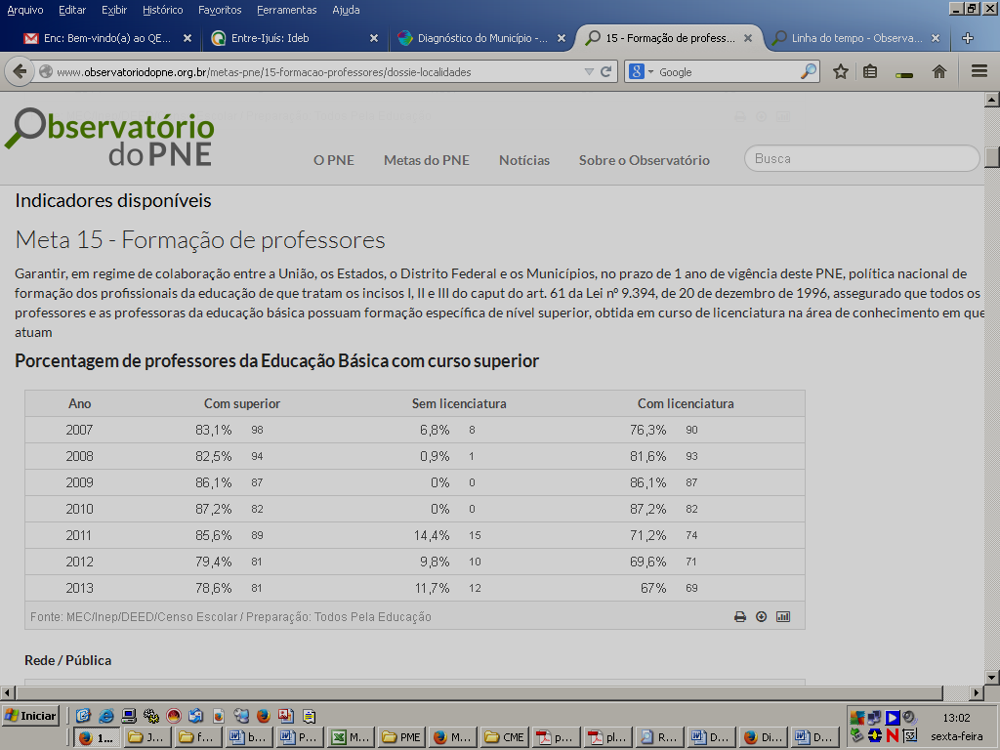 Arquivo Editar Exibir Histórico Favoritos Ferramentas Ajuda
Enc: Bem-vindo(a) ao QE... Entre-Ijuís: Ideb Diagnóstico do Município -... 15 - Formação de profess... Linha do tempo - Observa...
www.observatoriodopne.org.br/metas-pne/15-formacao-professores/dossie-localidades Google
Observatório
do PNE
O PNE Metas do PNE Notícias Sobre o Observatório Busca
Indicadores disponíveis
Meta 15 - Formação de professores
Garantir, em regime de colaboração entre a União, os Estados, o Distrito Federal e os Municípios, no prazo de 1 ano de vigência deste PNE, política nacional de
formação dos profissionais da educação de que tratam os incisos I, II e III do caput do art. 61 da Lei nº 9.394, de 20 de dezembro de 1996, assegurado que todos os
professores e as professoras da educação básica possuam formação específica de nível superior, obtida em curso de licenciatura na área de conhecimento em que
atuam
Porcentagem de professores da Educação Básica com curso superior
Ano Com superior Sem licenciatura Com licenciatura
2007 83,1% 98 6,8% 8 76,3% 90
2008 82,5% 94 0,9% 1 81,6% 93
2009 86,1% 87 0% 0 86,1% 87
2010 87,2% 82 0% 0 87,2% 82
2011 85,6% 89 14,4% 15 71,2% 74
2012 79,4% 81 9,8% 10 69,6% 71
2013 78,6% 81 11,7% 12 67% 69
Fonte: MEC/Inep/DEED/Censo Escolar / Preparação: Todos Pela Educação
Rede / Pública
Iniciar 13:02
1... J... f... b... P... M... PME M... CME p... pl... R... D... Di... D... sexta-feira